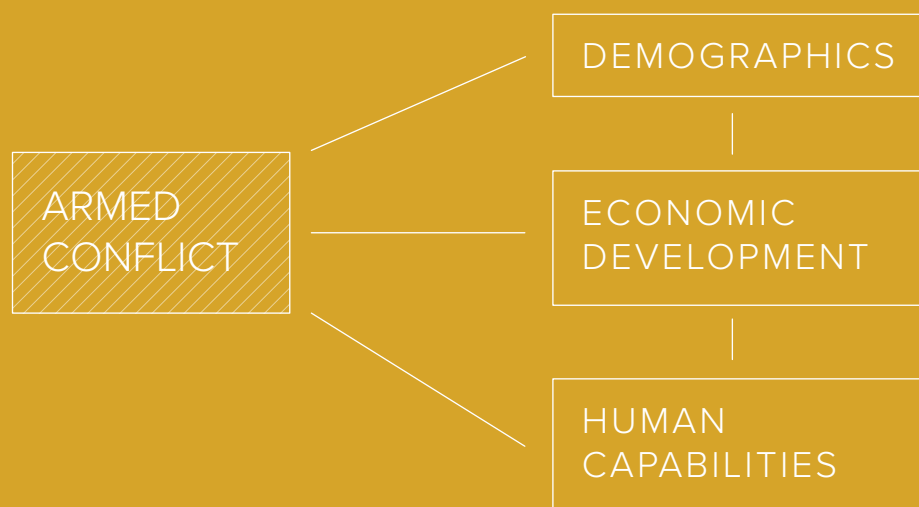 ARMED
CONFLICT
DEMOGRAPHICS
ECONOMIC
DEVELOPMENT
HUMAN
CAPABILITIES